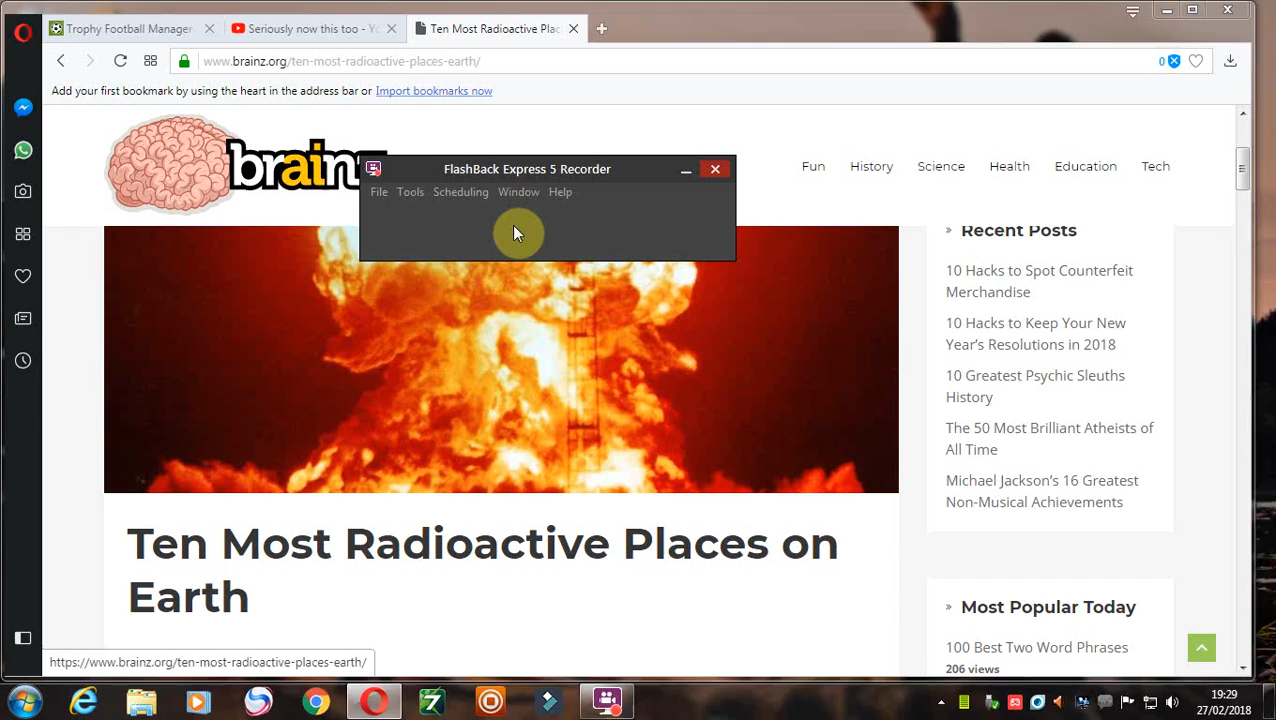 Trophy Football Manager
Seriously now this too - Yo
Ten Most Radioactive Plac
www.brainz.org/ten-most-radioactive-places-earth/
0
Add your first bookmark by using the heart in the address bar or Import bookmarks now
brainz
Fun History Science Health Education Tech
FlashBack Express 5 Recorder
File Tools Scheduling Window Help
» Recent Posts
10 Hacks to Spot Counterfeit
Merchandise
10 Hacks to Keep Your New
Year's Resolutions in 2018
10 Greatest Psychic Sleuths
History
The 50 Most Brilliant Atheists of
All Time
Michael Jackson's 16 Greatest
Non-Musical Achievements
Ten Most Radioactive Places on
Earth
» Most Popular Today
100 Best Two Word Phrases
206 views
https://www.brainz.org/ten-most-radioactive-places-earth/
19:29
27/02/2018